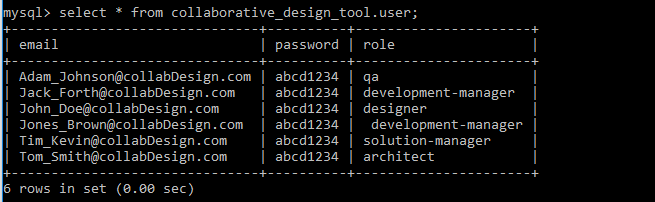 mysql> select * from collaborative_design_tool.user;
+------------------------------+----------+----------------------+
| email                        | password | role                 |
+------------------------------+----------+----------------------+
| Adam_Johnson@collabDesign.com | abcd1234 | qa                   |
| Jack_Forth@collabDesign.com  | abcd1234 | development-manager  |
| John_Doe@collabDesign.com    | abcd1234 | designer             |
| Jones_Brown@collabDesign.com | abcd1234 |  development-manager |
| Tim_Kevin@collabDesign.com   | abcd1234 | solution-manager     |
| Tom_Smith@collabDesign.com   | abcd1234 | architect            |
+------------------------------+----------+----------------------+
6 rows in set (0.00 sec)